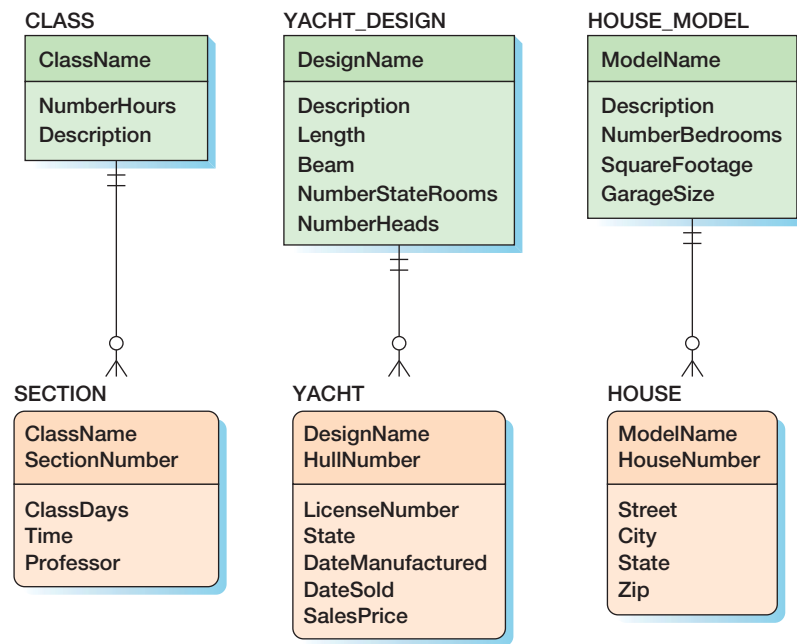 CLASS
ClassName
NumberHours
Description
YACHT_DESIGN
DesignName
Description
Length
Beam
NumberStateRooms
NumberHeads
HOUSE_MODEL
ModelName
Description
NumberBedrooms
SquareFootage
GarageSize
SECTION
ClassName
SectionNumber
ClassDays
Time
Professor
YACHT
DesignName
HullNumber
LicenseNumber
State
DateManufactured
DateSold
SalesPrice
HOUSE
ModelName
HouseNumber
Street
City
State
Zip